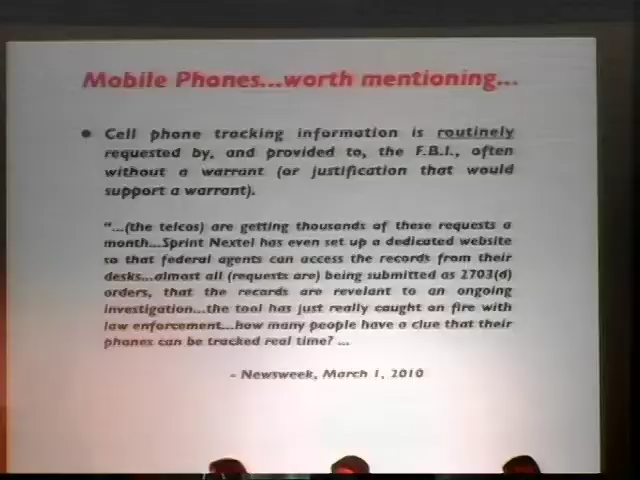 Mobile Phones...worth mentioning...
• Cell phone tracking information is routinely
requested by, and provided to, the F.B.I., often
without a warrant (or justification that would
support a warrant).
"...(the telcos) are getting thousands of these requests a
month...Sprint Nextel has even set up a dedicated website
so that federal agents can access the records from their
desks...almost all (requests are) being submitted as 2703(d)
orders, that the records are revelant to an ongoing
investigation...the tool has just really caught on fire with
law enforcement...how many people have a clue that their
phones can be tracked real time? ...
- Newsweek, March 1, 2010